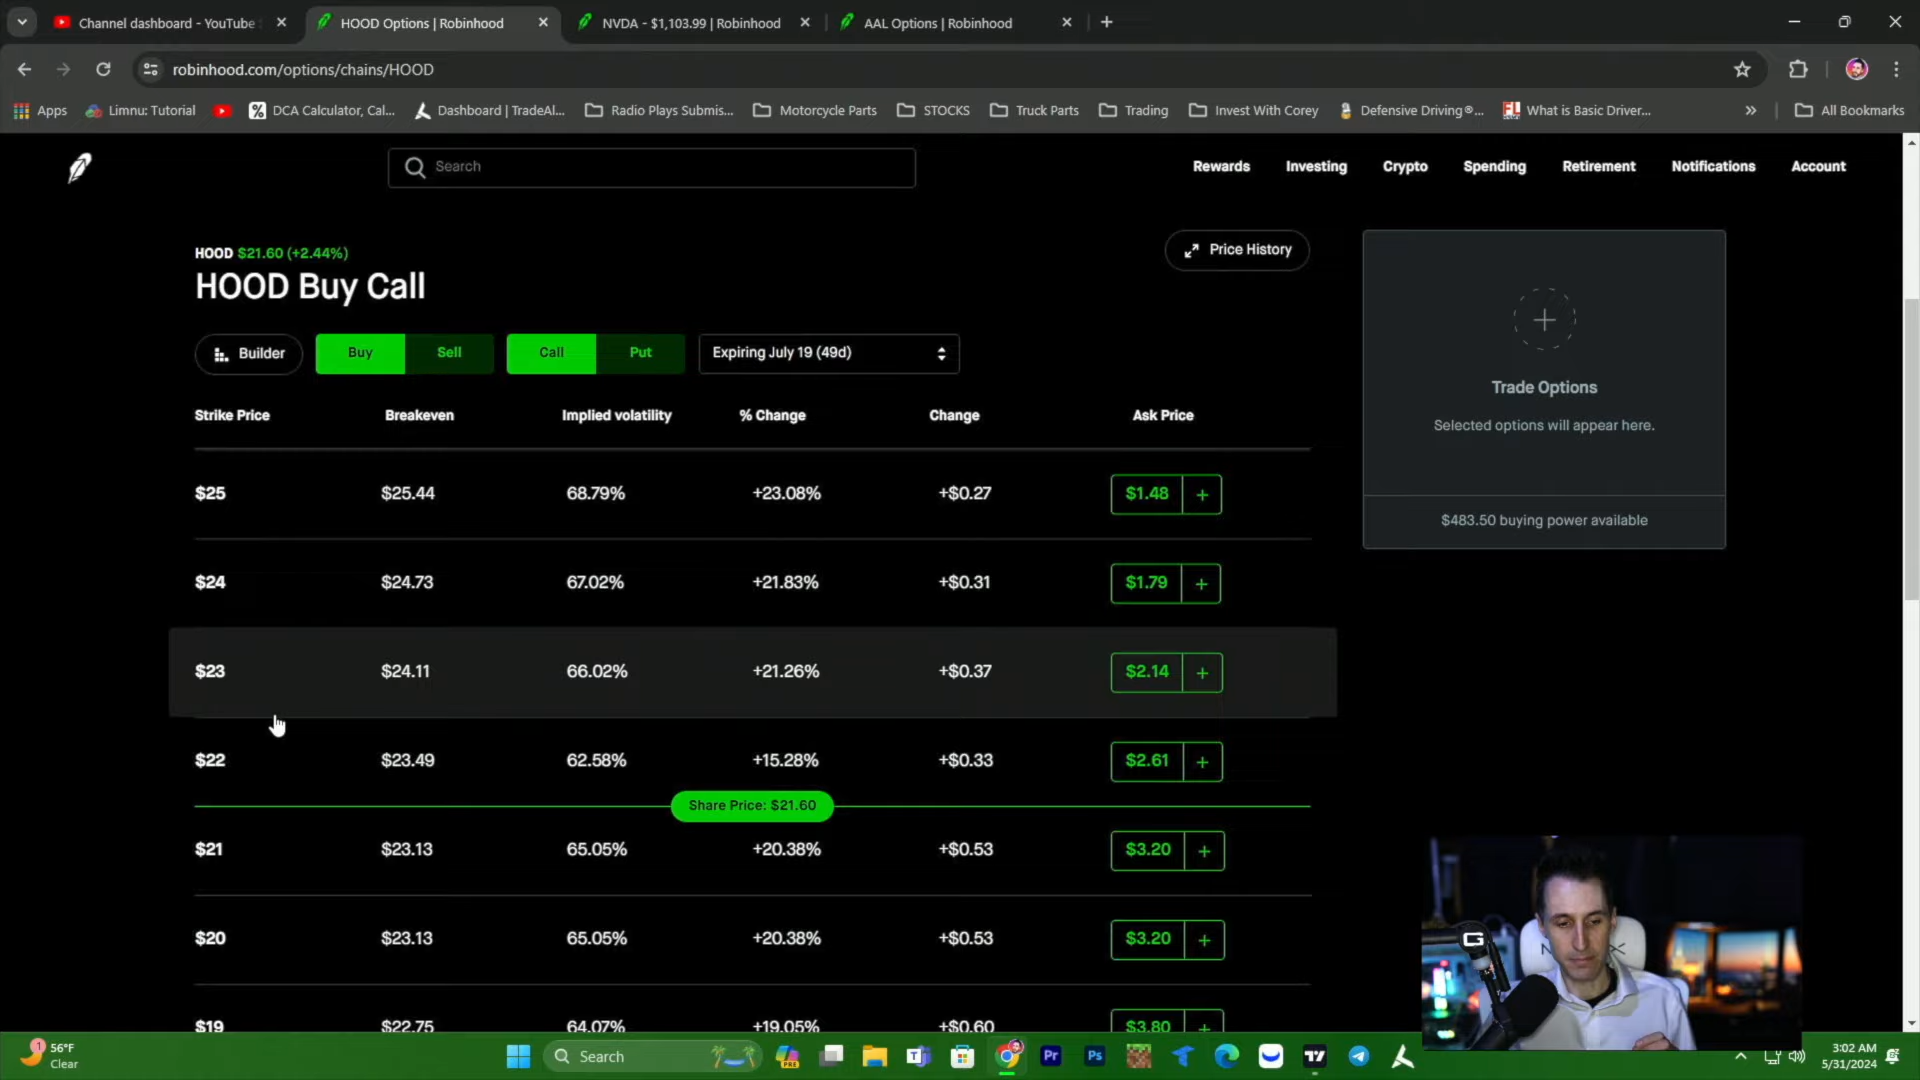 Channel dashboard - YouTube
HOOD Options | Robinhood
NVDA - $1,103.99 | Robinhood
AAL Options | Robinhood
robinhood.com/options/chains/HOOD
Apps
Limnu: Tutorial
DCA Calculator, Cal...
Dashboard | TradeAl...
Radio Plays Submis...
Motorcycle Parts
STOCKS
Truck Parts
Trading
Invest With Corey
Defensive Driving®...
What is Basic Driver...
»
All Bookmarks
Search
Rewards
Investing
Crypto
Spending
Retirement
Notifications
Account
HOOD $21.60 (+2.44%)
HOOD Buy Call
Price History
Builder
Buy
Sell
Call
Put
Expiring July 19 (49d)
Strike Price Breakeven Implied volatility % Change Change Ask Price
$25 $25.44 68.79% +23.08% +$0.27 $1.48 +
$24 $24.73 67.02% +21.83% +$0.31 $1.79 +
$23 $24.11 66.02% +21.26% +$0.37 $2.14 +
$22 $23.49 62.58% +15.28% +$0.33 $2.61 +
Share Price: $21.60
$21 $23.13 65.05% +20.38% +$0.53 $3.20 +
$20 $23.13 65.05% +20.38% +$0.53 $3.20 +
$19 $22.75 64.07% +19.05% +$0.60 $3.80 +
Trade Options
Selected options will appear here.
$483.50 buying power available
G
1
56°F
Clear
Search
PRE
Pr
Ps
3:02 AM
5/31/2024